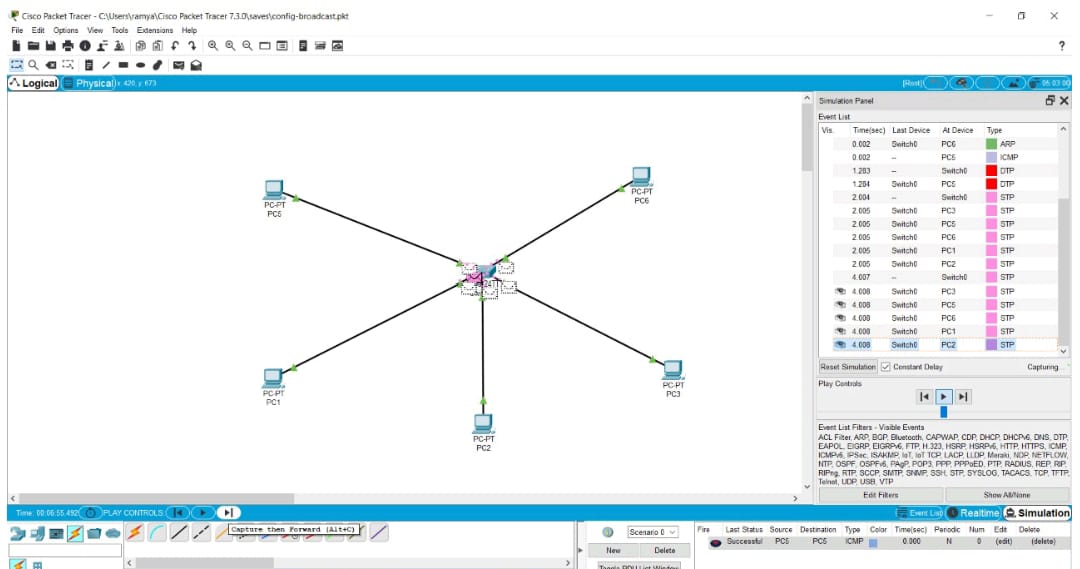 Cisco Packet Tracer - C:\Users\ramya\Cisco Packet Tracer 7.3.0\saves\config-broadcast.pkt
File Edit Options View Tools Extensions Help
?
Logical Physical x: 420, y: 673 [Root] 05:03:00
Simulation Panel
Event List
Vis. Time(sec) Last Device At Device Type
0.002 Switch0 PC6 ARP
0.002 -- PC5 ICMP
1.283 -- Switch0 DTP
1.284 Switch0 PC5 DTP
2.004 -- Switch0 STP
2.005 Switch0 PC3 STP
2.005 Switch0 PC5 STP
2.005 Switch0 PC6 STP
2.005 Switch0 PC1 STP
2.005 Switch0 PC2 STP
4.007 -- Switch0 STP
4.008 Switch0 PC3 STP
4.008 Switch0 PC5 STP
4.008 Switch0 PC6 STP
4.008 Switch0 PC1 STP
4.008 Switch0 PC2 STP
Reset Simulation Constant Delay Capturing...
Play Controls
Event List Filters - Visible Events
ACL Filter, ARP, BGP, Bluetooth, CAPWAP, CDP, DHCP, DHCPv6, DNS, DTP,
EAPOL, EIGRP, EIGRPv6, FTP, H.323, HSRP, HSRPv6, HTTP, HTTPS, ICMP,
ICMPv6, IPSec, ISAKMP, IoT, IoT TCP, LACP, LLDP, Meraki, NDP, NETFLOW,
NTP, OSPF, OSPFv6, PAgP, POP3, PPP, PPPoED, PTP, RADIUS, REP, RIP,
RIPng, RTP, SCCP, SMTP, SNMP, SSH, STP, SYSLOG, TACACS, TCP, TFTP,
Telnet, UDP, USB, VTP
Edit Filters Show All/None
PC-PT
PC5
PC-PT
PC6
PC-PT
PC1
PC-PT
PC3
PC-PT
PC2
Time: 00:06:55.492 PLAY CONTROLS: Event List Realtime Simulation
Capture then Forward (Alt+C)
Scenario 0
New Delete
Toggle PDU List Window
Fire Last Status Source Destination Type Color Time(sec) Periodic Num Edit Delete
Successful PC5 PC5 ICMP 0.000 N 0 (edit) (delete)